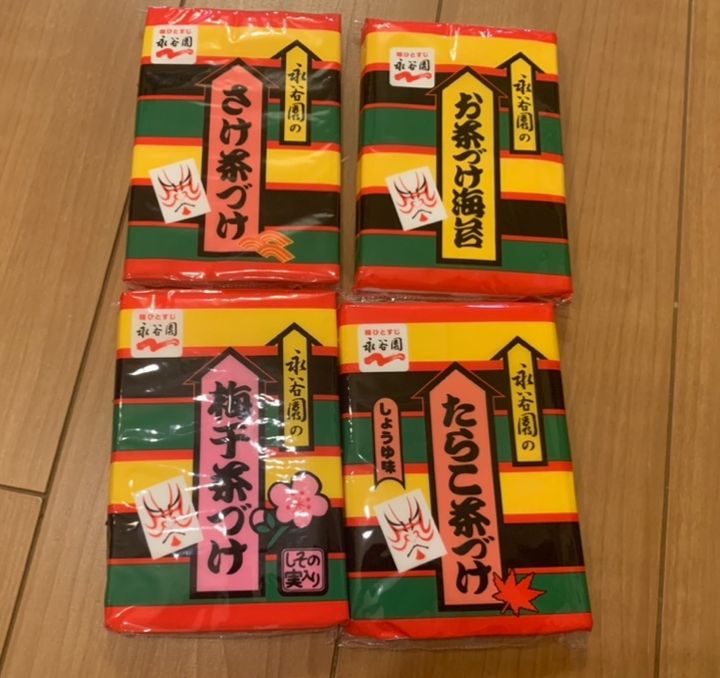 味ひとすじ
永谷園
永谷園の
さけ茶づけ
味ひとすじ
永谷園
永谷園の
お茶づけ海苔
味ひとすじ
永谷園
永谷園の
梅干茶づけ
しその
実入り
味ひとすじ
永谷園
永谷園の
たらこ茶づけ
しょうゆ味